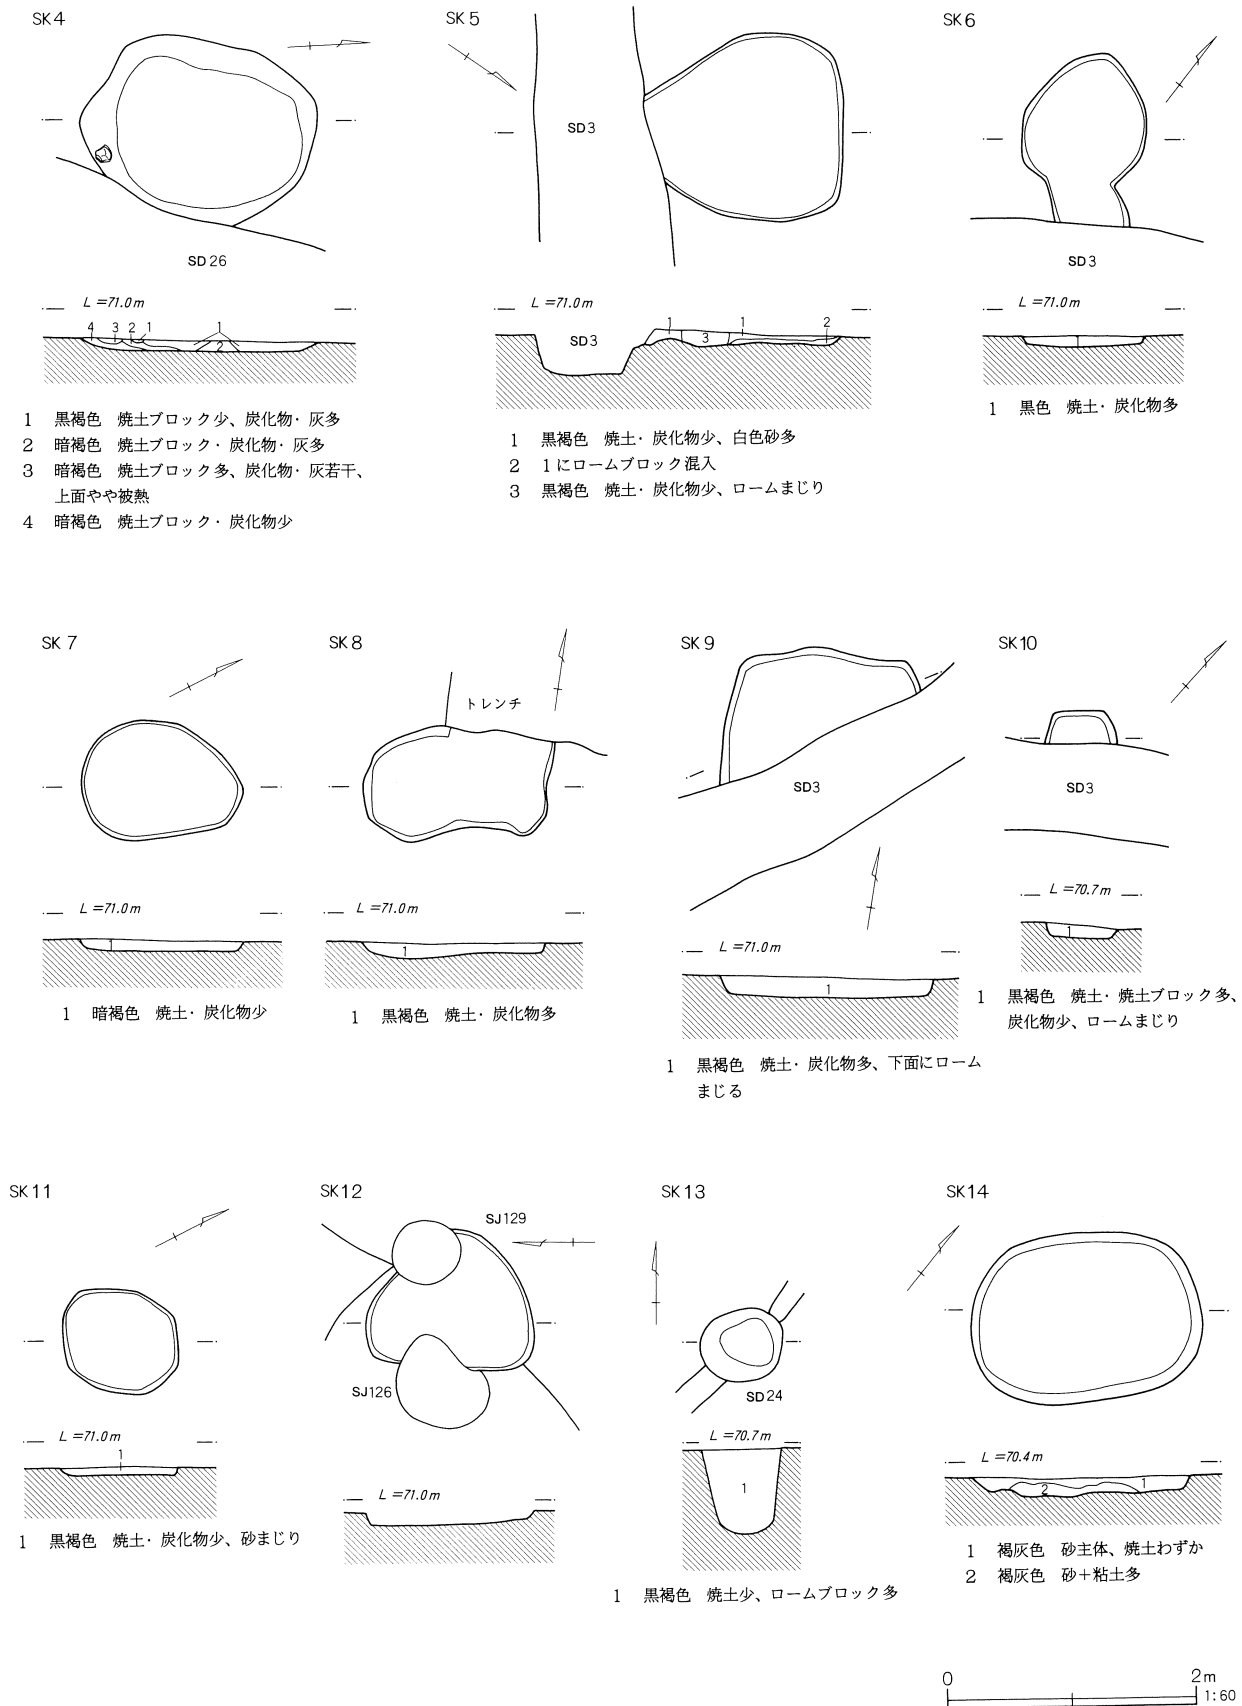 SK4
SD26
L=71.0m
4 3 2 1 1
2
1 黒褐色 焼土ブロック少、炭化物・灰多
2 暗褐色 焼土ブロック・炭化物・灰多
3 暗褐色 焼土ブロック多、炭化物・灰若干、
上面やや被熱
4 暗褐色 焼土ブロック・炭化物少
SK5
SD3
L=71.0m
1 1 2
SD3 3
1 黒褐色 焼土・炭化物少、白色砂多
2 1にロームブロック混入
3 黒褐色 焼土・炭化物少、ロームまじり
SK6
SD3
L=71.0m
1 黒色 焼土・炭化物多
SK7
L=71.0m
1
1 暗褐色 焼土・炭化物少
SK8
トレンチ
L=71.0m
1
1 黒褐色 焼土・炭化物多
SK9
SD3
L=71.0m
1
1 黒褐色 焼土・炭化物多、下面にローム
まじる
SK10
SD3
L=70.7m
1
1 黒褐色 焼土・焼土ブロック多、
炭化物少、ロームまじり
SK11
L=71.0m
1
1 黒褐色 焼土・炭化物少、砂まじり
SK12
SJ129
SJ126
L=71.0m
SK13
SD24
L=70.7m
1
1 黒褐色 焼土少、ロームブロック多
SK14
L=70.4m
2 1
1 褐灰色 砂主体、焼土わずか
2 褐灰色 砂+粘土多
0 2m
1:60